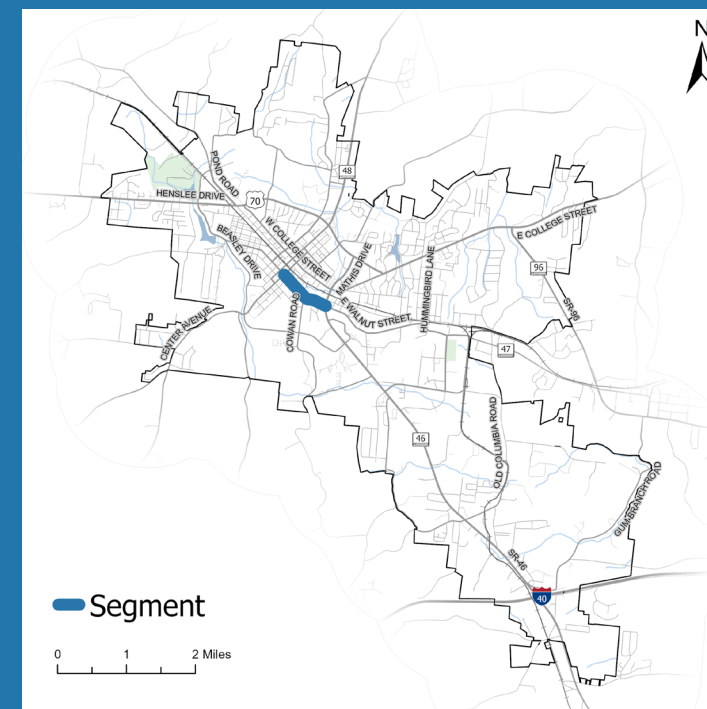 N
48
POND ROAD
HENSLEE DRIVE
70
W COLLEGE STREET
E COLLEGE STREET
BEASLEY DRIVE
MATHIS DRIVE
HUMMINGBIRD LANE
96
SR-96
COWAN ROAD
E WALNUT STREET
CENTER AVENUE
47
46
OLD COLUMBIA ROAD
GUM BRANCH ROAD
SR-46
40
Segment
0 1 2 Miles